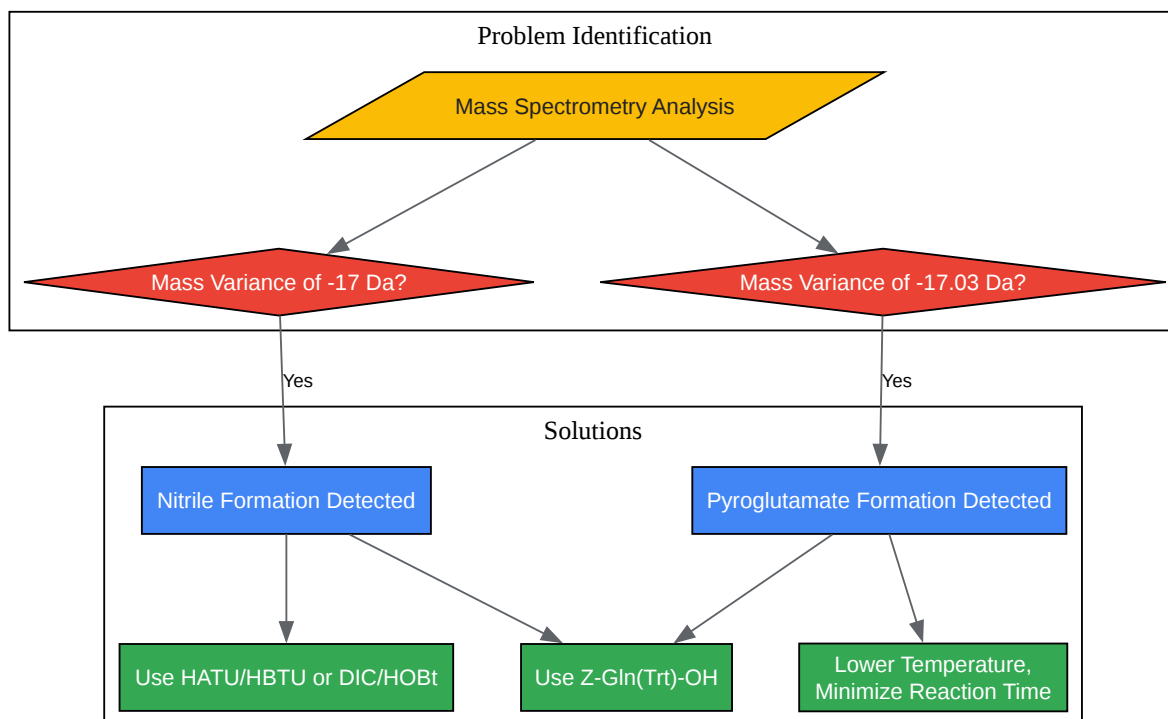 Problem Identification
Mass Spectrometry Analysis
Mass Variance of -17 Da?
Mass Variance of -17.03 Da?
Yes
Yes
Solutions
Nitrile Formation Detected
Pyroglutamate Formation Detected
Use HATU/HBTU or DIC/HOBt
Use Z-Gln(Trt)-OH
Lower Temperature,
Minimize Reaction Time